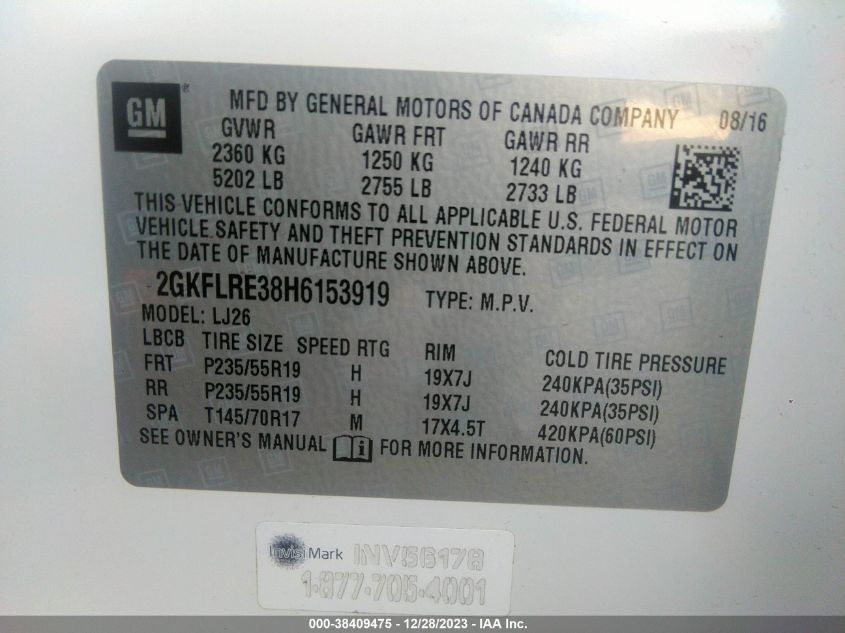 GM ® MFD BY GENERAL MOTORS OF CANADA COMPANY 08/16
GVWR GAWR FRT GAWR RR
2360 KG 1250 KG 1240 KG
5202 LB 2755 LB 2733 LB
THIS VEHICLE CONFORMS TO ALL APPLICABLE U.S. FEDERAL MOTOR
VEHICLE SAFETY AND THEFT PREVENTION STANDARDS IN EFFECT ON
THE DATE OF MANUFACTURE SHOWN ABOVE.
2GKFLRE38H6153919 TYPE: M.P.V.
MODEL: LJ26
LBCB TIRE SIZE SPEED RTG RIM COLD TIRE PRESSURE
FRT P235/55R19 H 19X7J 240KPA(35PSI)
RR P235/55R19 H 19X7J 240KPA(35PSI)
SPA T145/70R17 M 17X4.5T 420KPA(60PSI)
SEE OWNER'S MANUAL FOR MORE INFORMATION.
InvisiMark INV56178
1-877-705-4001
000-38409475 — 12/28/2023 — IAA Inc.